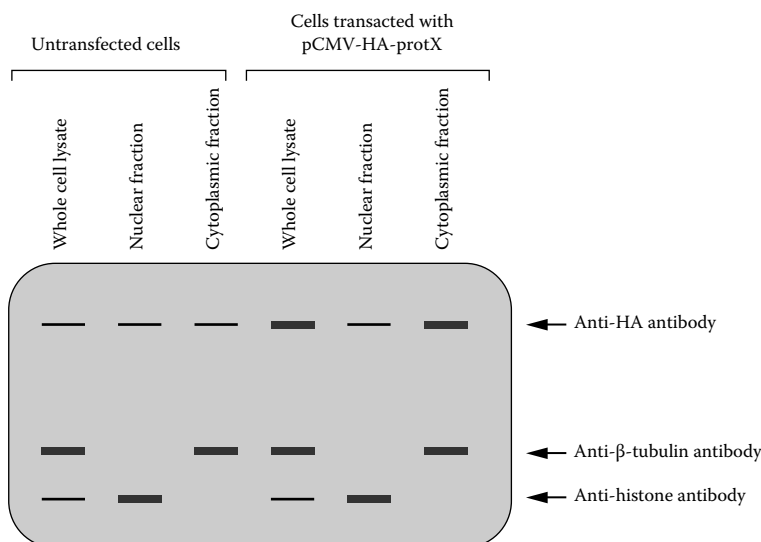 Untransfected cells
Cells transacted with
pCMV-HA-protX
Whole cell lysate
Nuclear fraction
Cytoplasmic fraction
Whole cell lysate
Nuclear fraction
Cytoplasmic fraction
Anti-HA antibody
Anti-β-tubulin antibody
Anti-histone antibody